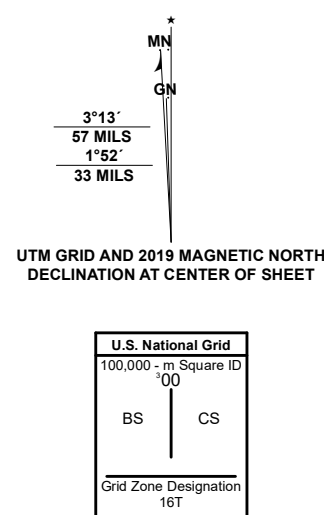 ★
MN
GN
3°13´
57 MILS
1°52´
33 MILS
UTM GRID AND 2019 MAGNETIC NORTH
DECLINATION AT CENTER OF SHEET
U.S. National Grid
100,000 - m Square ID
³00
BS CS
Grid Zone Designation
16T